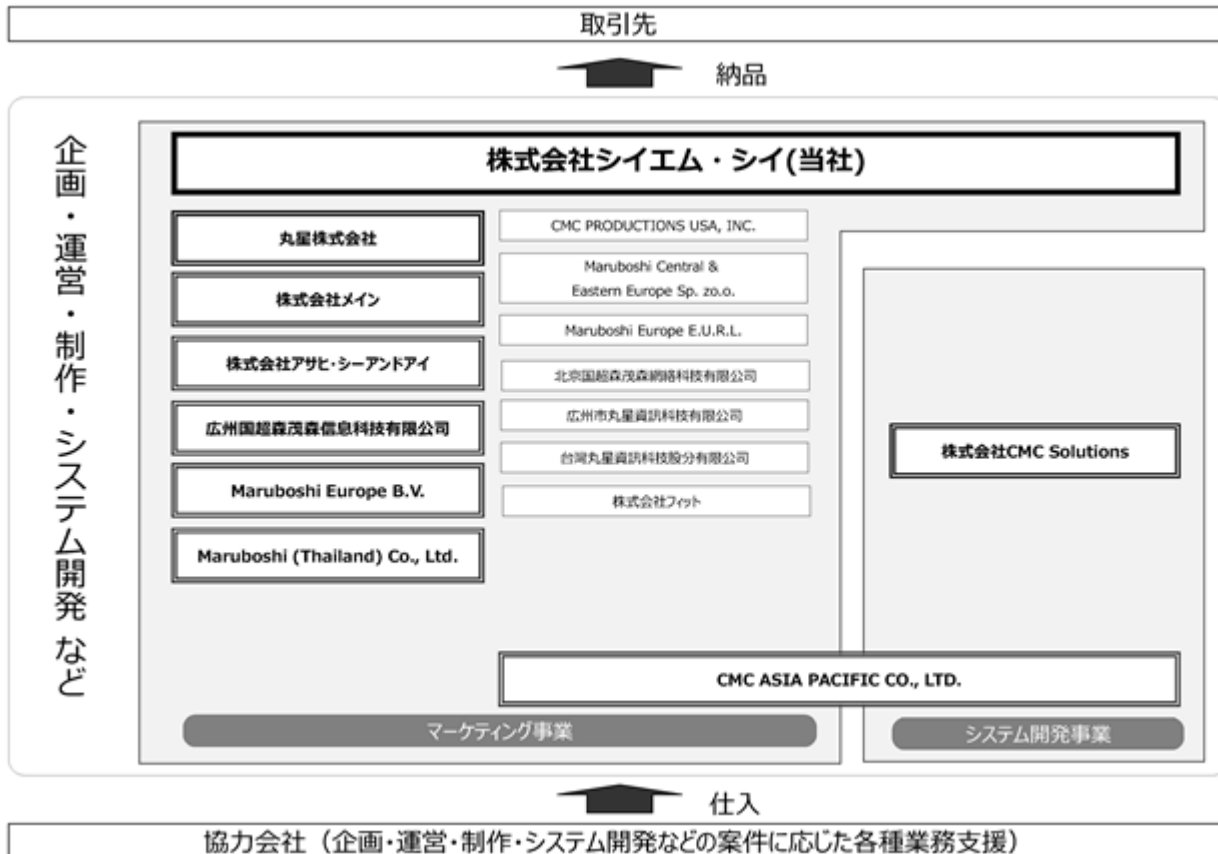 取引先
納品
企画・運営・制作・システム開発 など
株式会社シイエム・シイ(当社)
丸星株式会社
株式会社メイン
株式会社アサヒ・シーアンドアイ
広州国超森茂森信息科技有限公司
Maruboshi Europe B.V.
Maruboshi (Thailand) Co., Ltd.
CMC PRODUCTIONS USA, INC.
Maruboshi Central &
Eastern Europe Sp. zo.o.
Maruboshi Europe E.U.R.L.
北京国超森茂森網絡科技有限公司
広州市丸星資訊科技有限公司
台灣丸星資訊科技股分有限公司
株式会社フィット
株式会社CMC Solutions
CMC ASIA PACIFIC CO., LTD.
マーケティング事業
システム開発事業
仕入
協力会社（企画・運営・制作・システム開発などの案件に応じた各種業務支援）